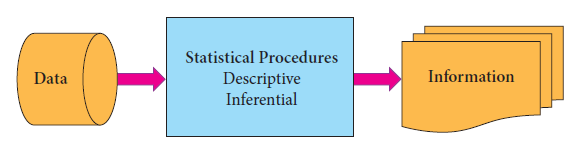 Data
Statistical Procedures
Descriptive
Inferential
Information